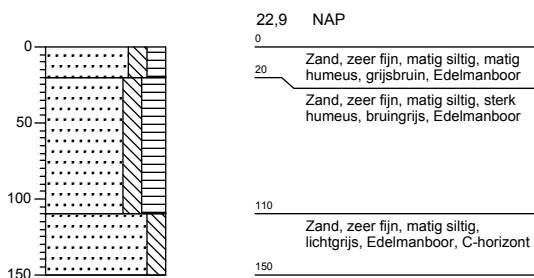 22,9 NAP
0
Zand, zeer fijn, matig siltig, matig
humeus, grijsbruin, Edelmanboor
20
Zand, zeer fijn, matig siltig, sterk
humeus, bruingrijs, Edelmanboor
110
Zand, zeer fijn, matig siltig,
lichtgrijs, Edelmanboor, C-horizont
150
0
50
100
150